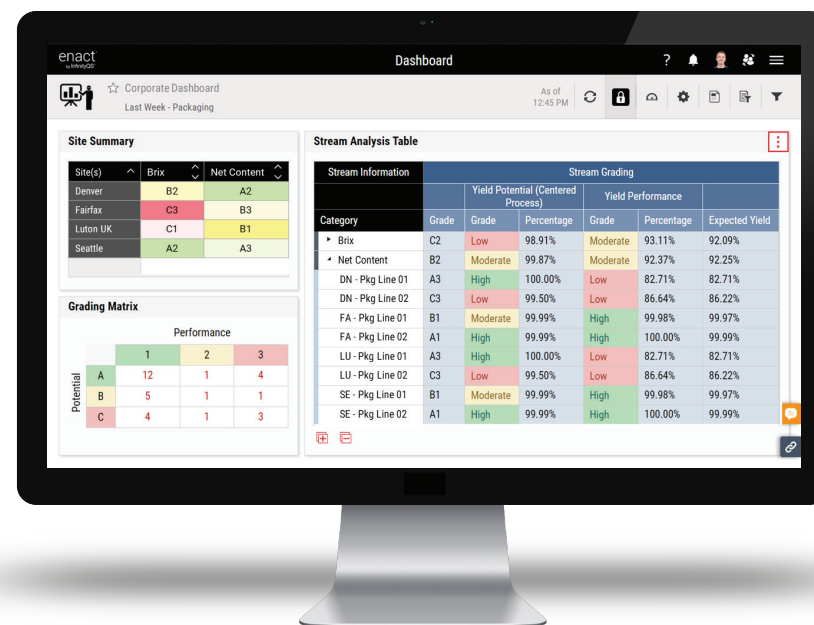 enact
by InfinityQS
Dashboard
?
Corporate Dashboard
Last Week - Packaging
As of
12:45 PM
Site Summary
Site(s) Brix Net Content
Denver B2 A2
Fairfax C3 B3
Luton UK C1 B1
Seattle A2 A3
Grading Matrix
Performance
1 2 3
Potential
A 12 1 4
B 5 1 1
C 4 1 3
Stream Analysis Table
Stream Information Stream Grading
Yield Potential (Centered
Process)
Yield Performance
Category Grade Grade Percentage Grade Percentage Expected Yield
Brix C2 Low 98.91% Moderate 93.11% 92.09%
Net Content B2 Moderate 99.87% Moderate 92.37% 92.25%
DN - Pkg Line 01 A3 High 100.00% Low 82.71% 82.71%
DN - Pkg Line 02 C3 Low 99.50% Low 86.64% 86.22%
FA - Pkg Line 01 B1 Moderate 99.99% High 99.98% 99.97%
FA - Pkg Line 02 A1 High 99.99% High 100.00% 99.99%
LU - Pkg Line 01 A3 High 100.00% Low 82.71% 82.71%
LU - Pkg Line 02 C3 Low 99.50% Low 86.64% 86.22%
SE - Pkg Line 01 B1 Moderate 99.99% High 99.98% 99.97%
SE - Pkg Line 02 A1 High 99.99% High 100.00% 99.99%